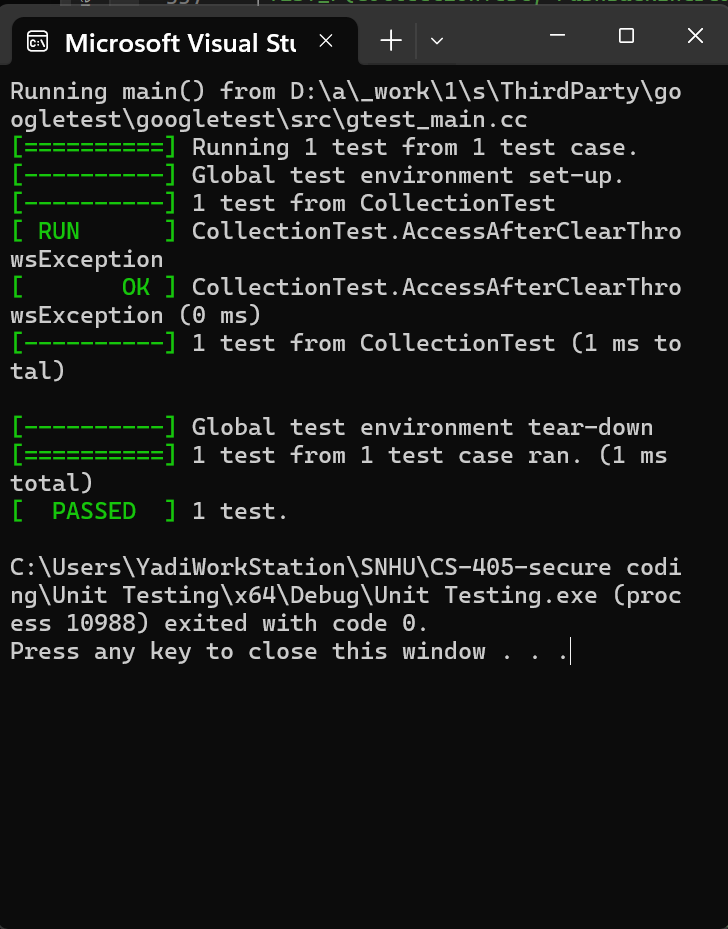 Microsoft Visual Stu
Running main() from D:\a\_work\1\s\ThirdParty\go
ogletest\googletest\src\gtest_main.cc
[==========] Running 1 test from 1 test case.
[----------] Global test environment set-up.
[----------] 1 test from CollectionTest
[ RUN      ] CollectionTest.AccessAfterClearThro
wsException
[       OK ] CollectionTest.AccessAfterClearThro
wsException (0 ms)
[----------] 1 test from CollectionTest (1 ms to
tal)
[----------] Global test environment tear-down
[==========] 1 test from 1 test case ran. (1 ms
total)
[  PASSED  ] 1 test.
C:\Users\YadiWorkStation\SNHU\CS-405-secure codi
ng\Unit Testing\x64\Debug\Unit Testing.exe (proc
ess 10988) exited with code 0.
Press any key to close this window . . .